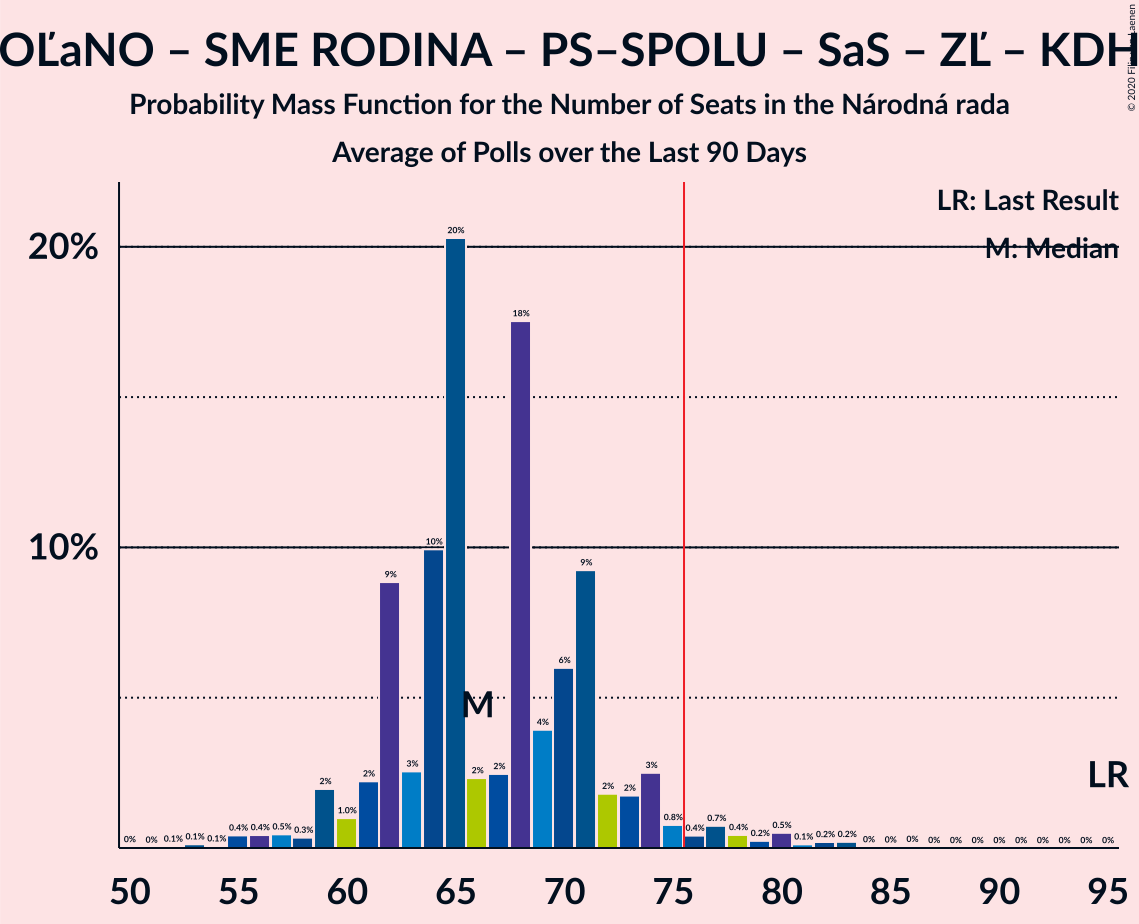 OĽaNO – SME RODINA – PS–SPOLU – SaS – ZĽ – KDH
Probability Mass Function for the Number of Seats in the Národná rada
Average of Polls over the Last 90 Days
© 2020 Filip van Laenen
LR: Last Result
M: Median
20%
10%
0% 0% 0.1% 0.1% 0.1% 0.4% 0.4% 0.5% 0.3% 2% 1.0% 2% 9% 3% 10% 20% 2% 2% 18% 4% 6% 9% 2% 2% 3% 0.8% 0.4% 0.7% 0.4% 0.2% 0.5% 0.1% 0.2% 0.2% 0% 0% 0% 0% 0% 0% 0% 0% 0% 0% 0% 0%
M
LR
50 55 60 65 70 75 80 85 90 95